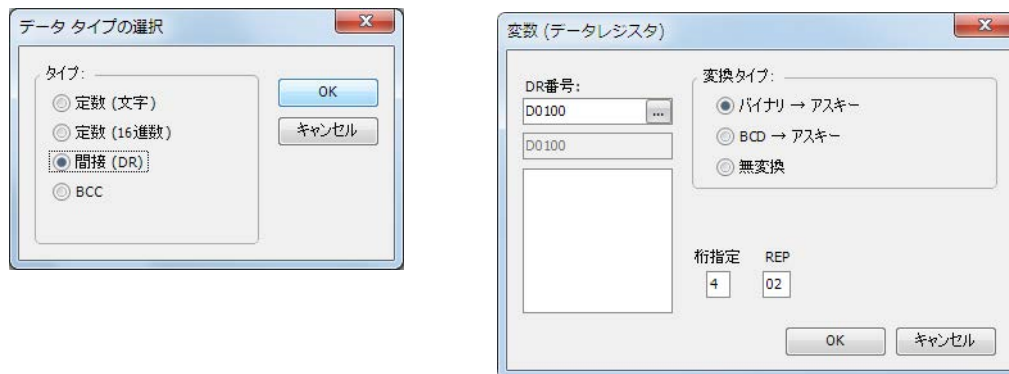 データ タイプの選択
タイプ:
定数 (文字)
定数 (16進数)
間接 (DR)
BCC
OK
キャンセル
変数 (データレジスタ)
DR番号:
D0100
...
D0100
変換タイプ:
バイナリ → アスキー
BCD → アスキー
無変換
桁指定 REP
4 02
OK キャンセル